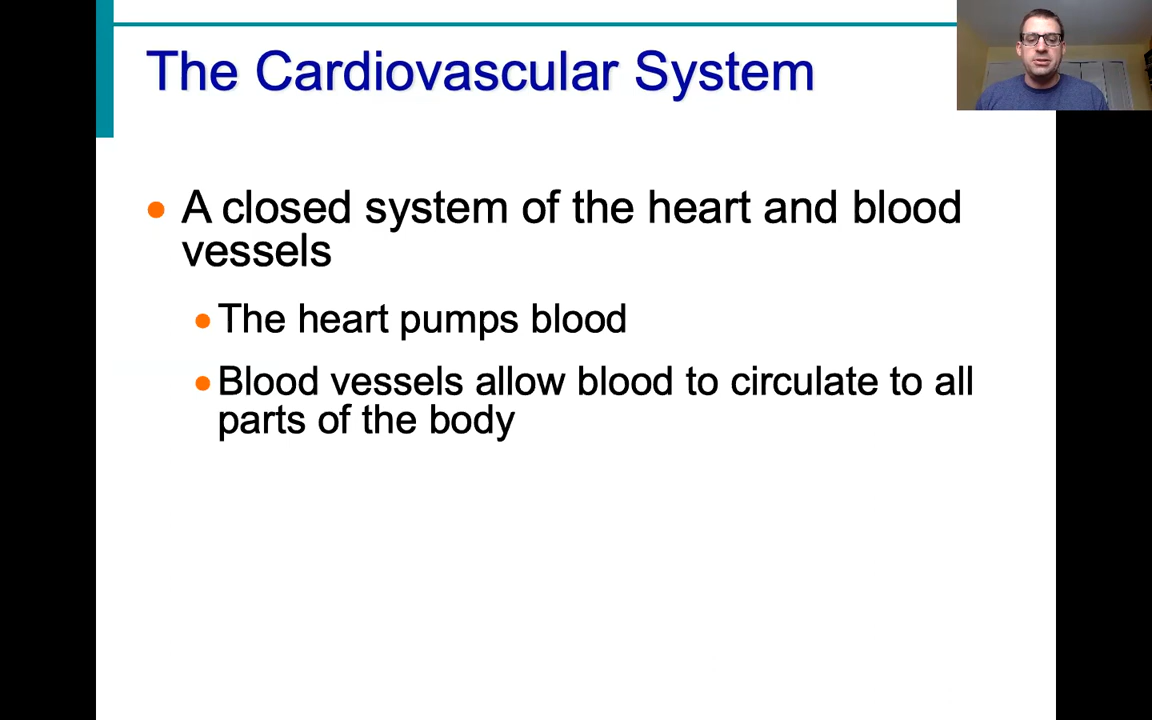 The Cardiovascular System
• A closed system of the heart and blood
vessels
• The heart pumps blood
• Blood vessels allow blood to circulate to all
parts of the body